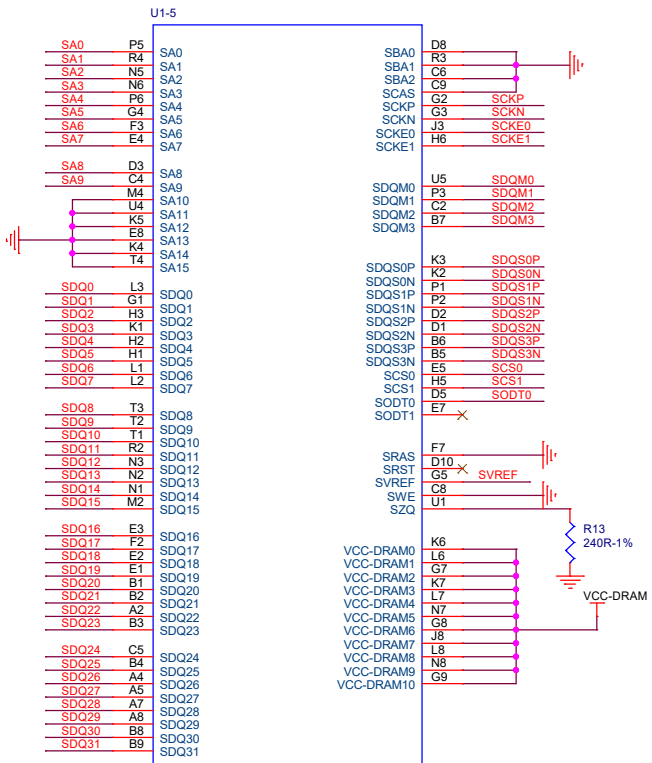 U1-5
SA0 P5 SA0
SA1 R4 SA1
SA2 N5 SA2
SA3 N6 SA3
SA4 P6 SA4
SA5 G4 SA5
SA6 F3 SA6
SA7 E4 SA7
SA8 D3 SA8
SA9 C4 SA9
M4 SA10
U4 SA11
K5 SA12
E8 SA13
K4 SA14
T4 SA15
SDQ0 L3 SDQ0
SDQ1 G1 SDQ1
SDQ2 H3 SDQ2
SDQ3 K1 SDQ3
SDQ4 H2 SDQ4
SDQ5 H1 SDQ5
SDQ6 L1 SDQ6
SDQ7 L2 SDQ7
SDQ8 T3 SDQ8
SDQ9 T2 SDQ9
SDQ10 T1 SDQ10
SDQ11 R2 SDQ11
SDQ12 N3 SDQ12
SDQ13 N2 SDQ13
SDQ14 N1 SDQ14
SDQ15 M2 SDQ15
SDQ16 E3 SDQ16
SDQ17 F2 SDQ17
SDQ18 E2 SDQ18
SDQ19 E1 SDQ19
SDQ20 B1 SDQ20
SDQ21 B2 SDQ21
SDQ22 A2 SDQ22
SDQ23 B3 SDQ23
SDQ24 C5 SDQ24
SDQ25 B4 SDQ25
SDQ26 A4 SDQ26
SDQ27 A5 SDQ27
SDQ28 A7 SDQ28
SDQ29 A8 SDQ29
SDQ30 B8 SDQ30
SDQ31 B9 SDQ31
SBA0 D8
SBA1 R3
SBA2 C6
SCAS C9
SCKP G2 SCKP
SCKN G3 SCKN
SCKE0 J3 SCKE0
SCKE1 H6 SCKE1
SDQM0 U5 SDQM0
SDQM1 P3 SDQM1
SDQM2 C2 SDQM2
SDQM3 B7 SDQM3
SDQS0P K3 SDQS0P
SDQS0N K2 SDQS0N
SDQS1P P1 SDQS1P
SDQS1N P2 SDQS1N
SDQS2P D2 SDQS2P
SDQS2N D1 SDQS2N
SDQS3P B6 SDQS3P
SDQS3N B5 SDQS3N
SCS0 E5 SCS0
SCS1 H5 SCS1
SODT0 D5 SODT0
SODT1 E7
SRAS F7
SRST D10
SVREF G5 SVREF
SWE C8
SZQ U1
R13
240R-1%
VCC-DRAM0 K6
VCC-DRAM1 L6
VCC-DRAM2 G7
VCC-DRAM3 K7
VCC-DRAM4 L7
VCC-DRAM5 N7
VCC-DRAM6 G8
VCC-DRAM7 J8
VCC-DRAM8 L8
VCC-DRAM9 N8
VCC-DRAM10 G9
VCC-DRAM